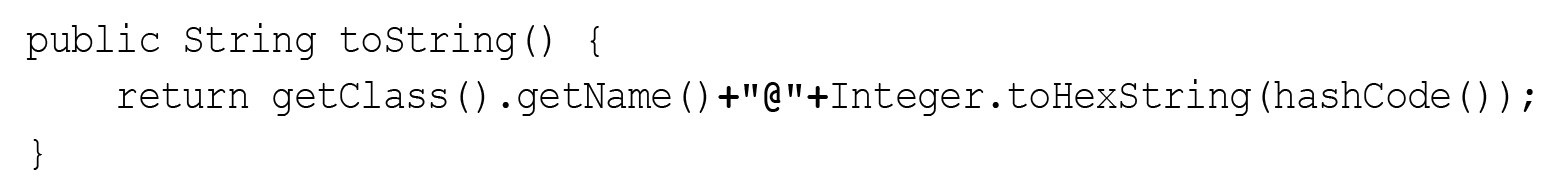 public String toString() {
    return getClass().getName()+"@"+Integer.toHexString(hashCode());
}